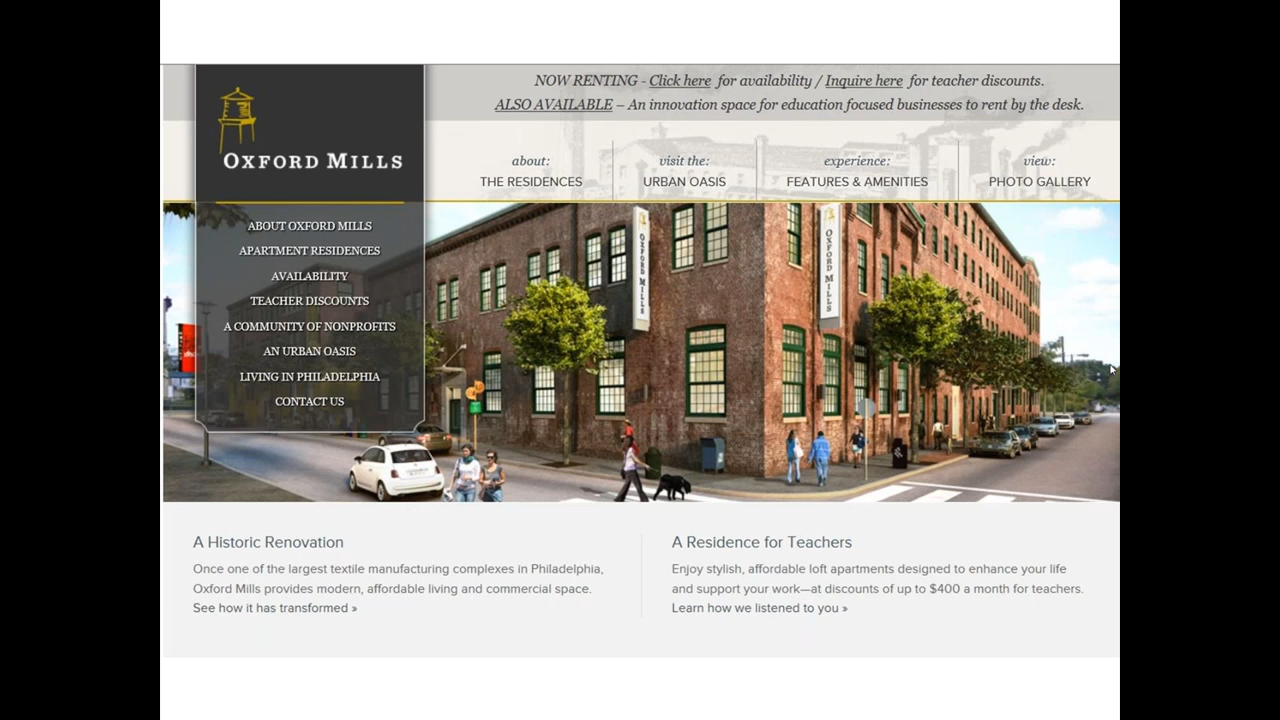 NOW RENTING - Click here for availability / Inquire here for teacher discounts.
ALSO AVAILABLE – An innovation space for education focused businesses to rent by the desk.
OXFORD MILLS
about:
THE RESIDENCES
visit the:
URBAN OASIS
experience:
FEATURES & AMENITIES
view:
PHOTO GALLERY
ABOUT OXFORD MILLS
APARTMENT RESIDENCES
AVAILABILITY
TEACHER DISCOUNTS
A COMMUNITY OF NONPROFITS
AN URBAN OASIS
LIVING IN PHILADELPHIA
CONTACT US
OXFORD MILLS
OXFORD MILLS
A Historic Renovation
Once one of the largest textile manufacturing complexes in Philadelphia,
Oxford Mills provides modern, affordable living and commercial space.
See how it has transformed »
A Residence for Teachers
Enjoy stylish, affordable loft apartments designed to enhance your life
and support your work—at discounts of up to $400 a month for teachers.
Learn how we listened to you »